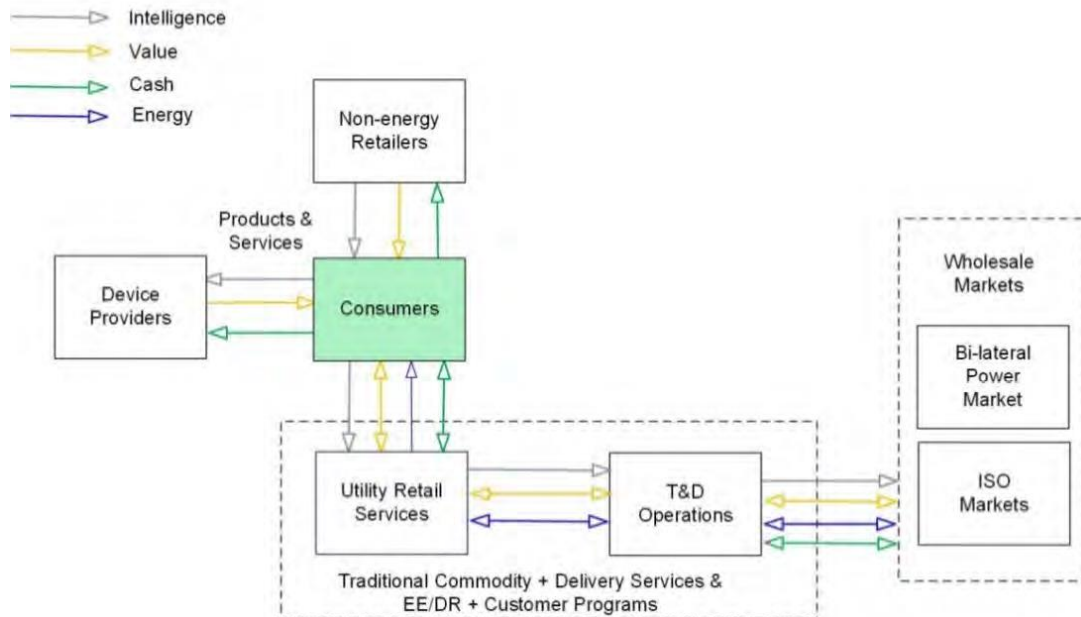 Intelligence
Value
Cash
Energy
Non-energy
Retailers
Products &
Services
Device
Providers
Consumers
Wholesale
Markets
Bi-lateral
Power
Market
ISO
Markets
Utility Retail
Services
T&D
Operations
Traditional Commodity + Delivery Services &
EE/DR + Customer Programs